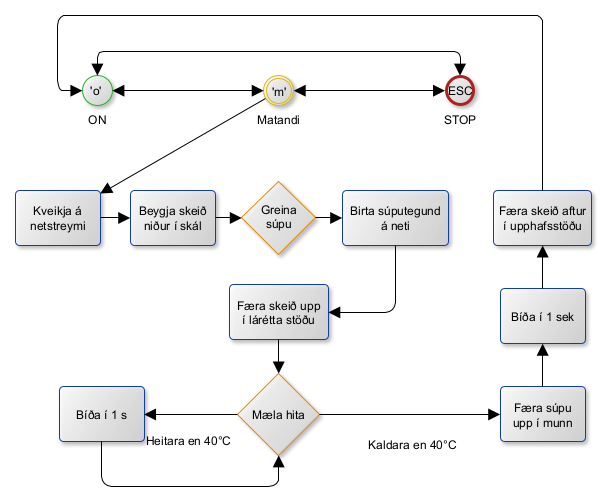 'o'
'm'
ESC
ON
Matandi
STOP
Kveikja á
netstreymi
Beygja skeið
niður í skál
Greina
súpu
Birta súputegund
á neti
Færa skeið aftur
í upphafsstöðu
Færa skeið upp
í lárétta stöðu
Bíða í 1 sek
Bíða í 1 s
Mæla hita
Færa súpu
upp í munn
Heitara en 40°C
Kaldara en 40°C